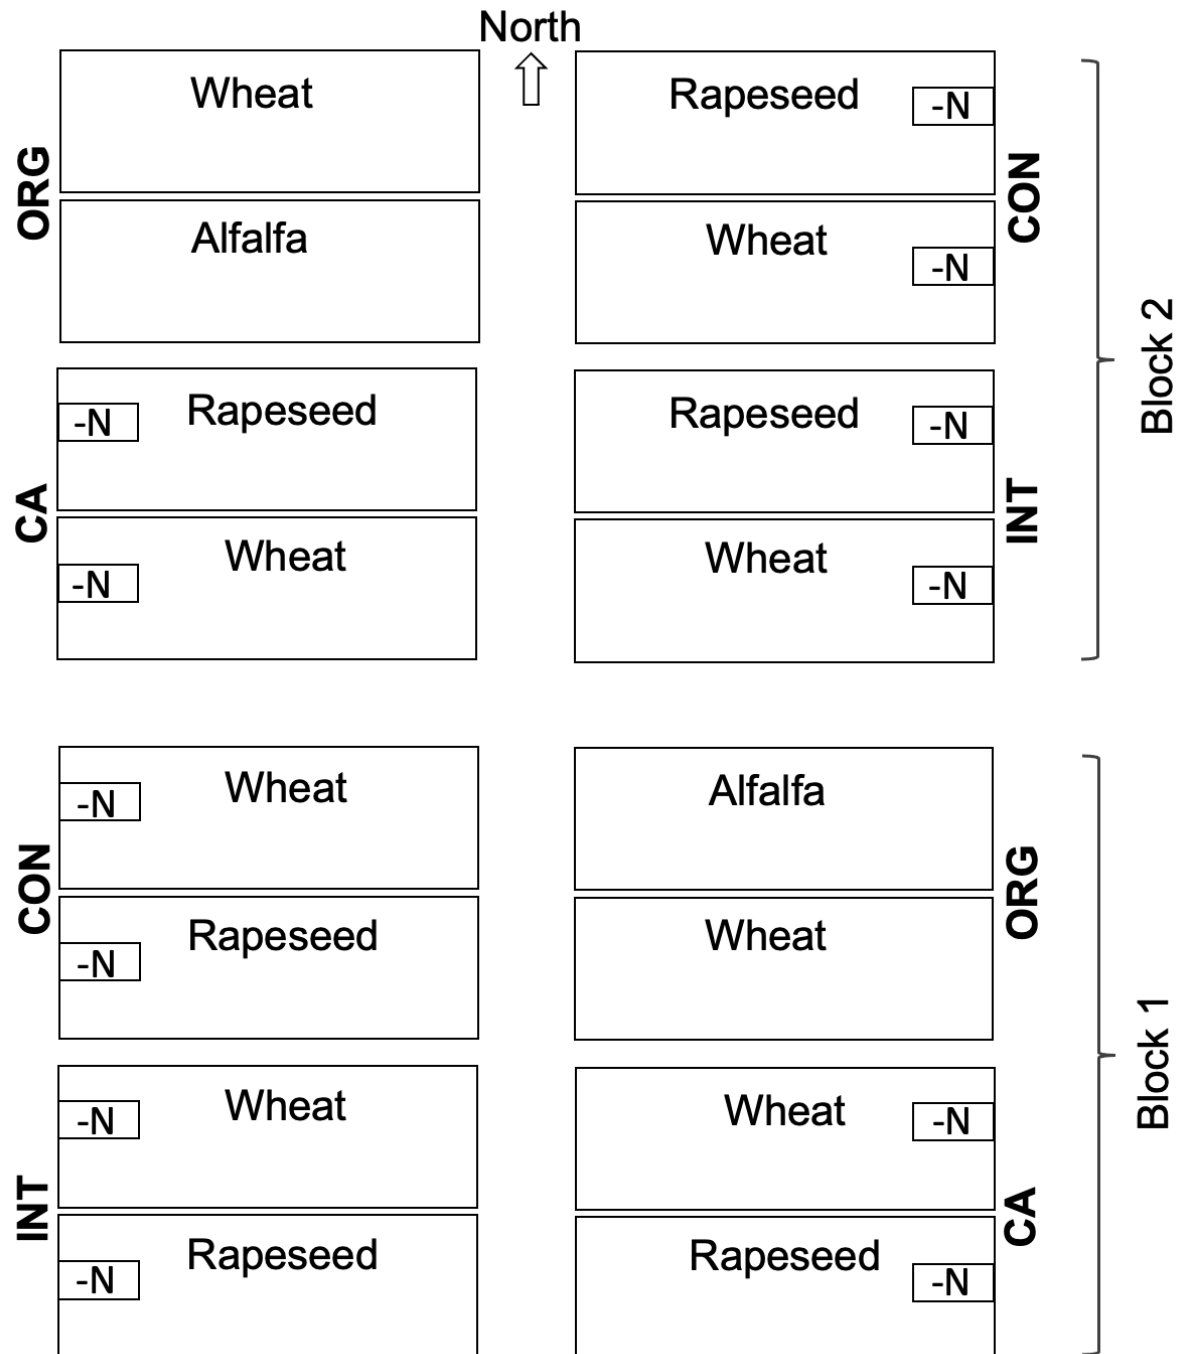 North
Wheat
Rapeseed
-N
ORG
CON
Alfalfa
Wheat
-N
Block 2
Rapeseed
-N
Rapeseed
-N
CA
INT
Wheat
-N
Wheat
-N
Wheat
-N
Alfalfa
CON
ORG
Rapeseed
-N
Wheat
Block 1
Wheat
-N
Wheat
-N
INT
CA
Rapeseed
-N
Rapeseed
-N